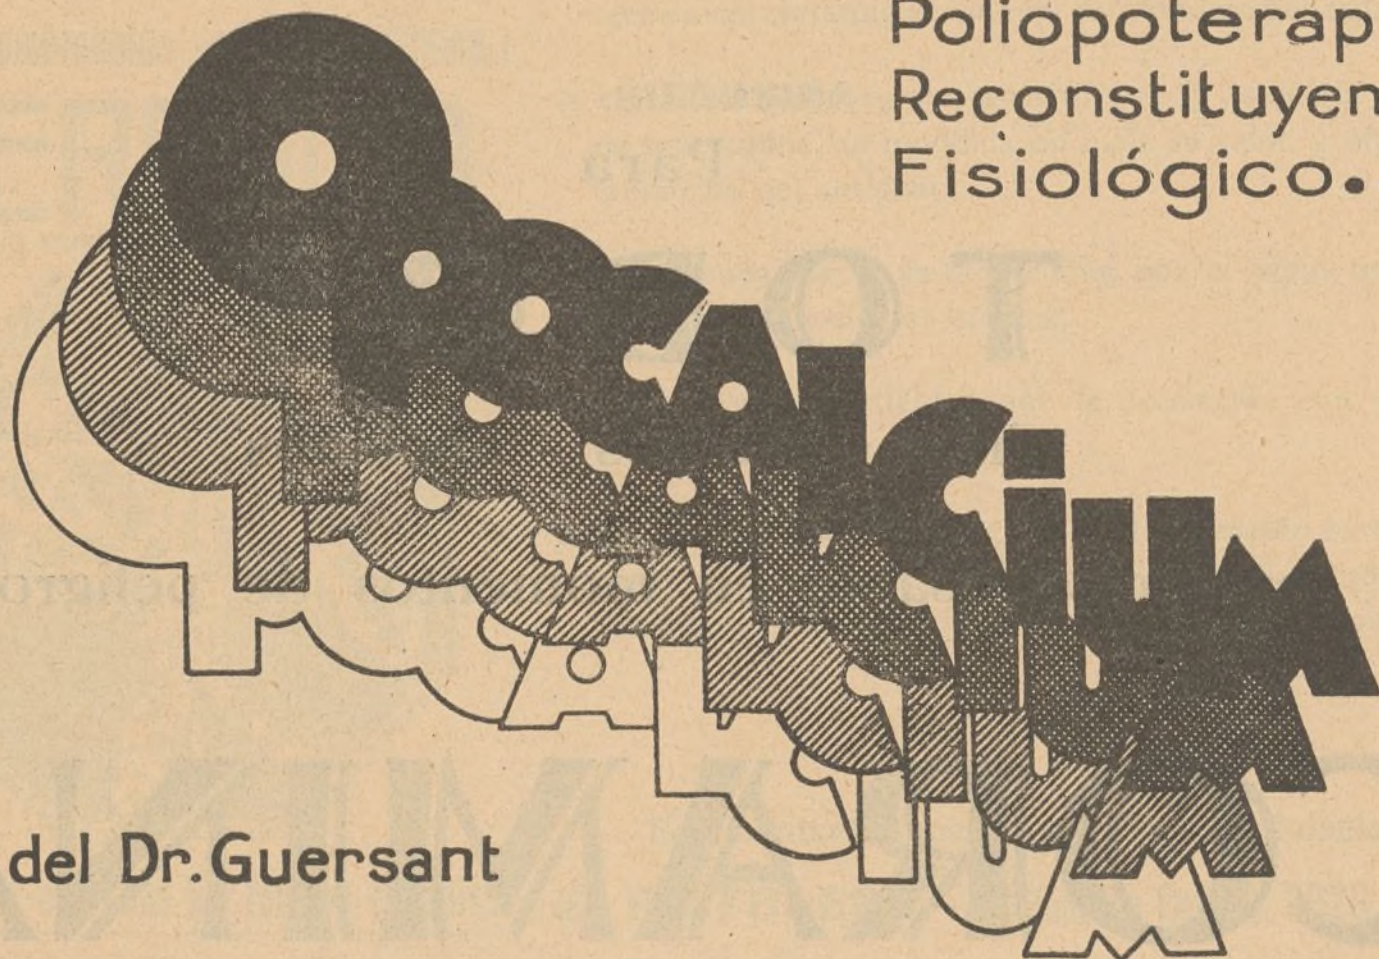 Poliopoterap
Reconstituyen
Fisiológico.
OPOCALCiUM
del Dr. Guersant